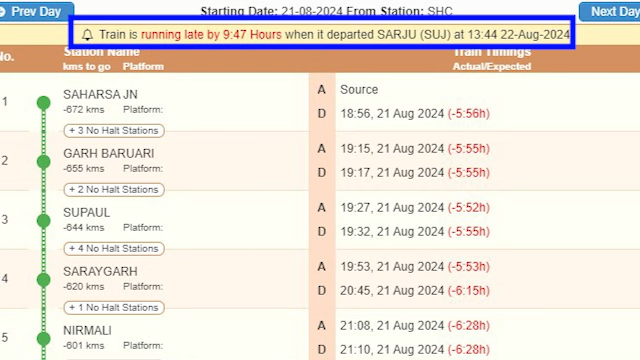 Prev Day
Starting Date: 21-08-2024 From Station: SHC
Next Day
Train is running late by 9:47 Hours when it departed SARJU (SUJ) at 13:44 22-Aug-2024
No.
Station Name
Train Timings
kms to go Platform
Actual/Expected
1
SAHARSA JN
-672 kms Platform:
+ 3 No Halt Stations
A Source
D 18:56, 21 Aug 2024 (-5:56h)
2
GARH BARUARI
-655 kms Platform:
+ 2 No Halt Stations
A 19:15, 21 Aug 2024 (-5:55h)
D 19:17, 21 Aug 2024 (-5:55h)
3
SUPAUL
-644 kms Platform:
+ 4 No Halt Stations
A 19:27, 21 Aug 2024 (-5:52h)
D 19:32, 21 Aug 2024 (-5:55h)
4
SARAYGARH
-620 kms Platform:
+ 1 No Halt Stations
A 19:53, 21 Aug 2024 (-5:53h)
D 20:45, 21 Aug 2024 (-6:15h)
5
NIRMALI
-601 kms Platform:
A 21:08, 21 Aug 2024 (-6:28h)
D 21:10, 21 Aug 2024 (-6:28h)